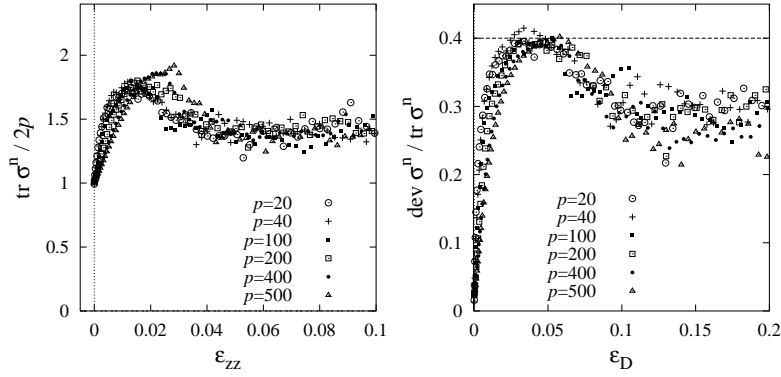 tr σⁿ / 2p
2
1.5
1
0.5
0
p=20
p=40
p=100
p=200
p=400
p=500
0 0.02 0.04 0.06 0.08 0.1
ε_zz
dev σⁿ / tr σⁿ
0.4
0.3
0.2
0.4
0
p=20
p=40
p=100
p=200
p=400
p=500
0 0.05 0.1 0.15 0.2
ε_D